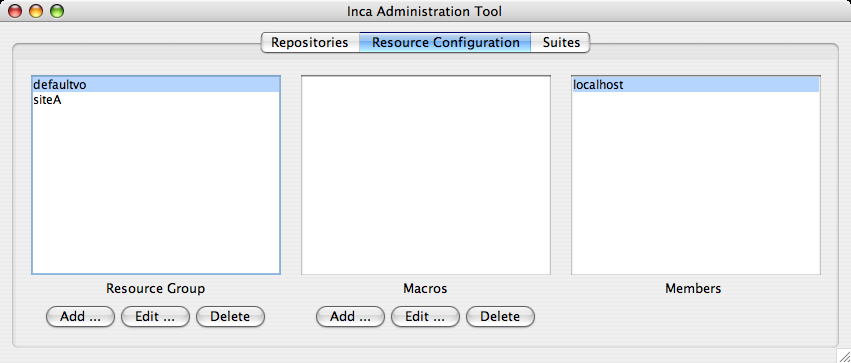 Inca Administration Tool
Repositories Resource Configuration Suites
defaultvo localhost
siteA
Resource Group Macros Members
Add ... Edit ... Delete Add ... Edit ... Delete